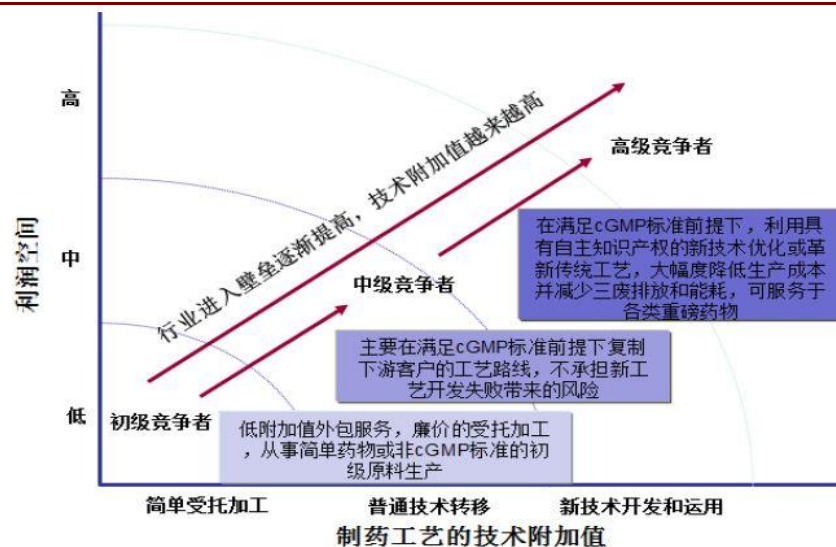 高
高级竞争者
行业进入壁垒逐渐提高，技术附加值越来越高
在满足cGMP标准前提下，利用具
有自主知识产权的新技术优化或革
新传统工艺，大幅度降低生产成本
并减少三废排放和能耗，可服务于
各类重磅药物
利润空间
中
中级竞争者
主要在满足cGMP标准前提下复制
下游客户的工艺路线，不承担新工
艺开发失败带来的风险
低
初级竞争者
低附加值外包服务，廉价的受托加工
，从事简单药物或非cGMP标准的初
级原料生产
简单受托加工
普通技术转移
新技术开发和运用
制药工艺的技术附加值